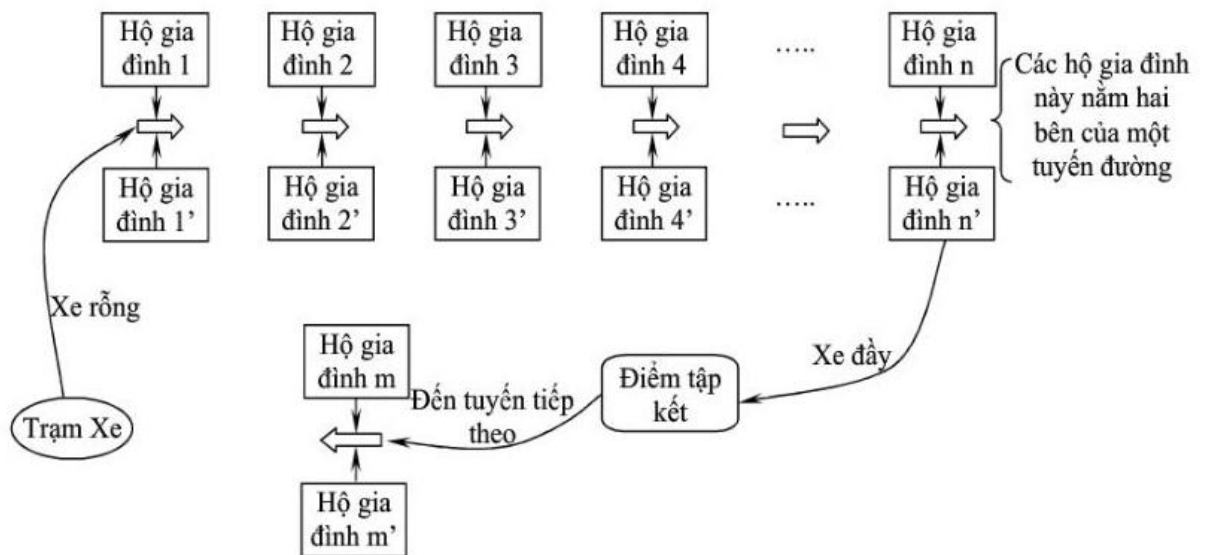 Hộ gia
đình 1
Hộ gia
đình 2
Hộ gia
đình 3
Hộ gia
đình 4
.....
Hộ gia
đình n
Các hộ gia đình
này nằm hai
bên của một
tuyến đường
Hộ gia
đình 1’
Hộ gia
đình 2’
Hộ gia
đình 3’
Hộ gia
đình 4’
.....
Hộ gia
đình n’
Xe rỗng
Xe đầy
Hộ gia
đình m
Đến tuyến tiếp
theo
Điểm tập
kết
Trạm Xe
Hộ gia
đình m’